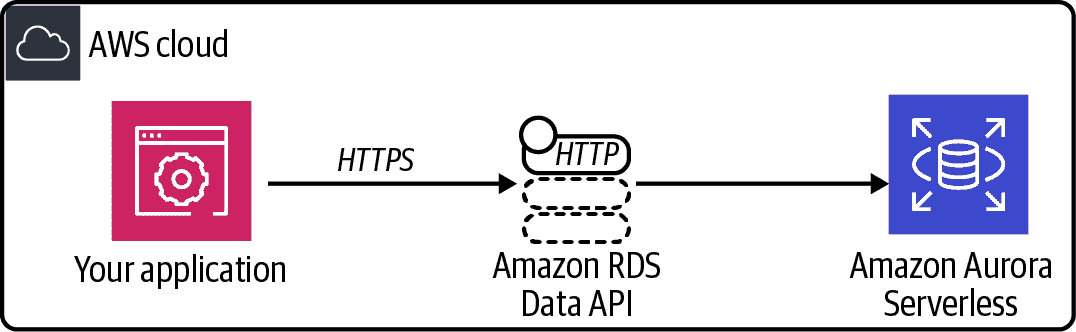 AWS cloud
HTTPS
HTTP
Your application
Amazon RDS
Data API
Amazon Aurora
Serverless